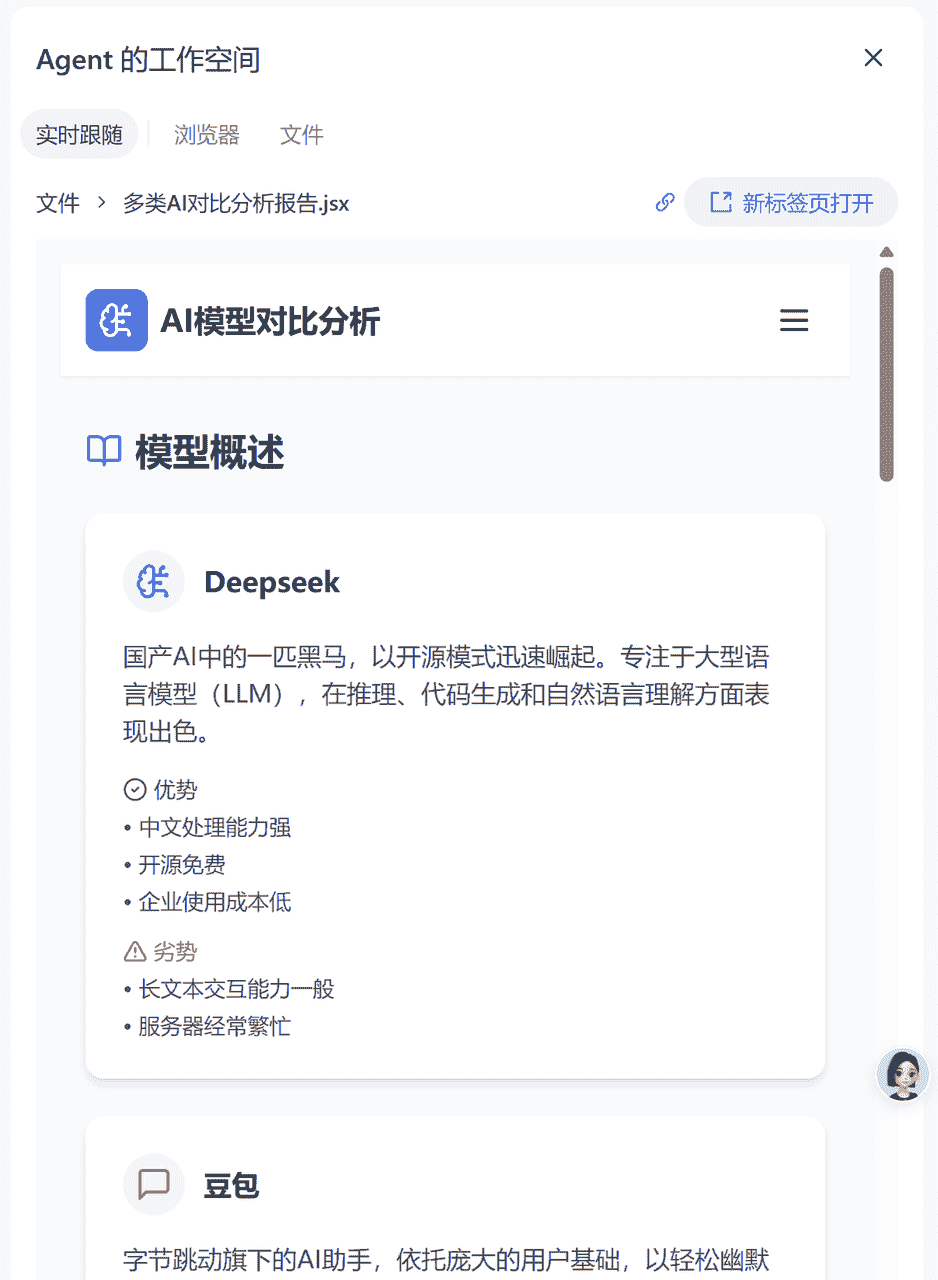 Agent 的工作空间
实时跟随
浏览器
文件
文件 > 多类AI对比分析报告.jsx
新标签页打开
AI模型对比分析
模型概述
Deepseek
国产AI中的一匹黑马，以开源模式迅速崛起。专注于大型语
言模型（LLM），在推理、代码生成和自然语言理解方面表
现出色。
优势
• 中文处理能力强
• 开源免费
• 企业使用成本低
劣势
• 长文本交互能力一般
• 服务器经常繁忙
豆包
字节跳动旗下的AI助手，依托庞大的用户基础，以轻松幽默